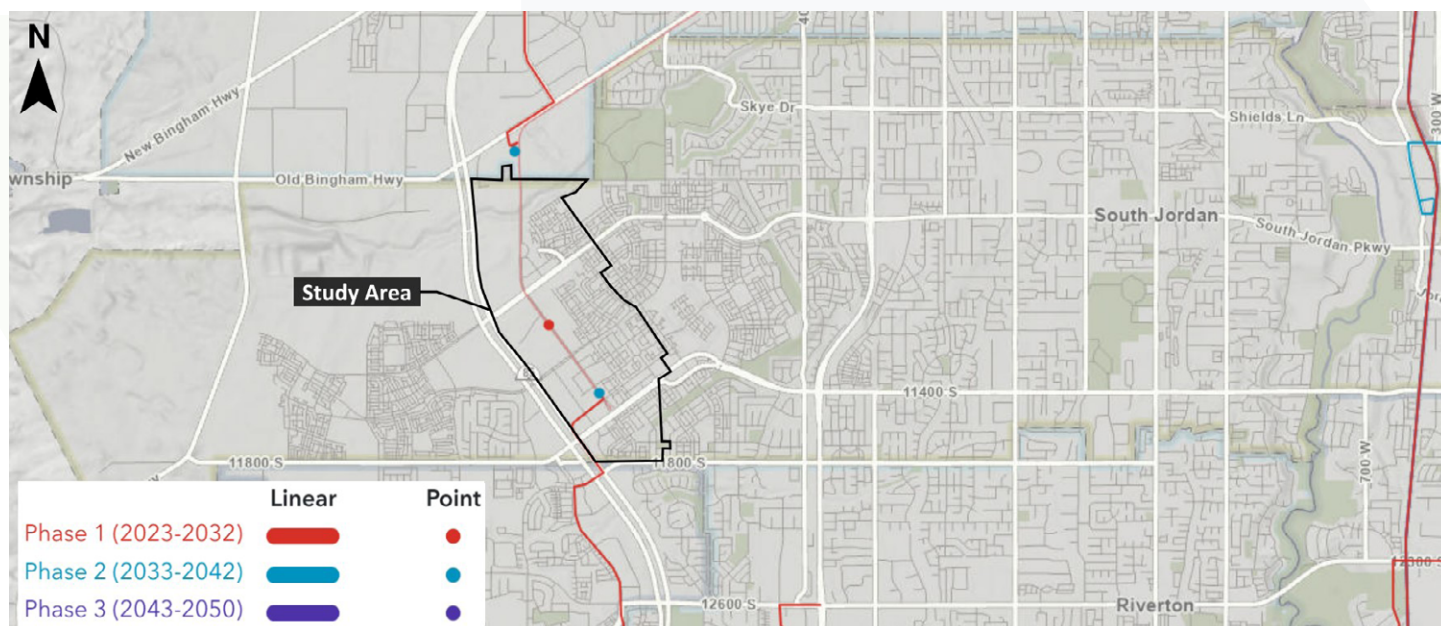 N
40
Skye Dr
Shields Ln
300 W
New Bingham Hwy
wnship
Old Bingham Hwy
South Jordan
South Jordan Pkwy
Study Area
11400 S
11800 S
11800 S
700 W
12300 S
12600 S
Riverton
Linear Point
Phase 1 (2023-2032)
Phase 2 (2033-2042)
Phase 3 (2043-2050)